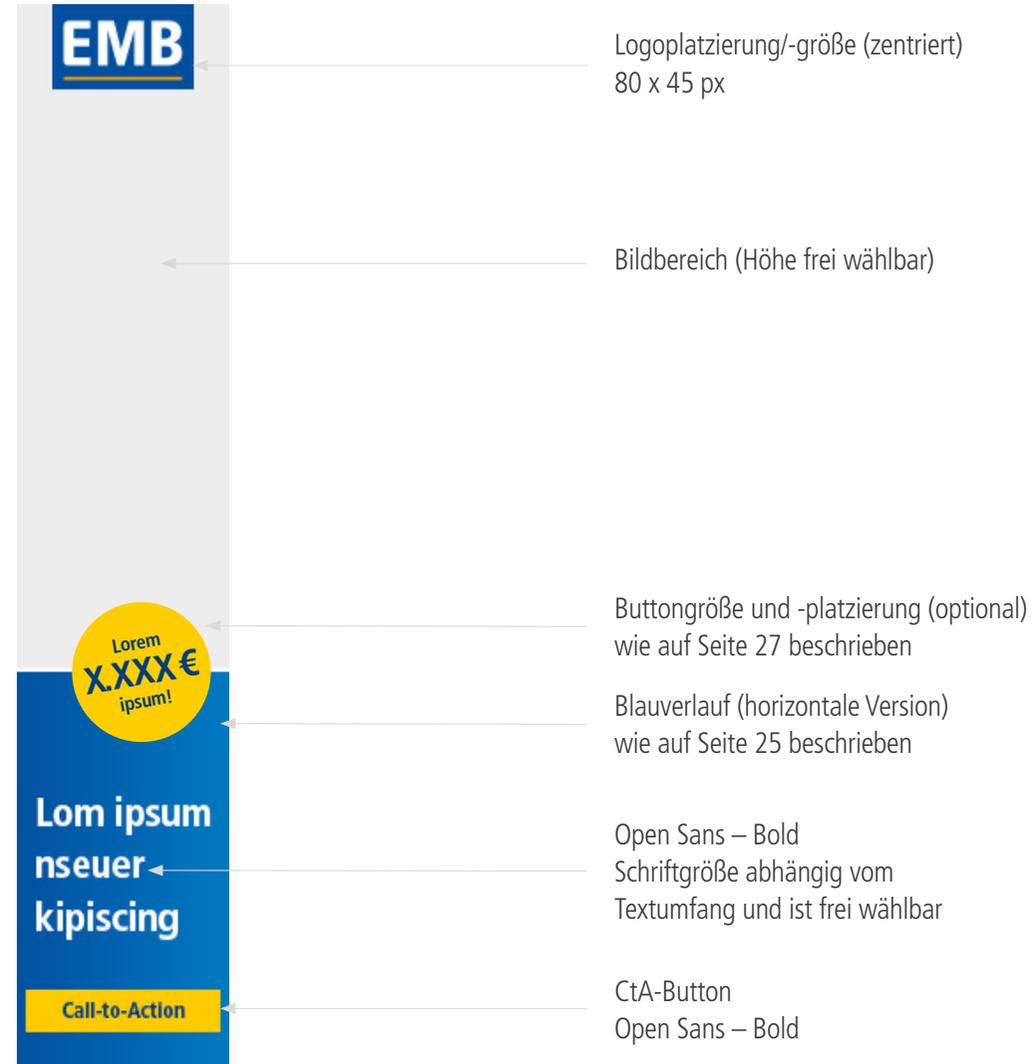 EMB
Logoplatzierung/-größe (zentriert)
80 x 45 px
Bildbereich (Höhe frei wählbar)
Lorem
X.XXX €
ipsum!
Buttongröße und -platzierung (optional)
wie auf Seite 27 beschrieben
Blauverlauf (horizontale Version)
wie auf Seite 25 beschrieben
Lom ipsum
nseuer
kipiscing
Open Sans – Bold
Schriftgröße abhängig vom
Textumfang und ist frei wählbar
Call-to-Action
CtA-Button
Open Sans – Bold